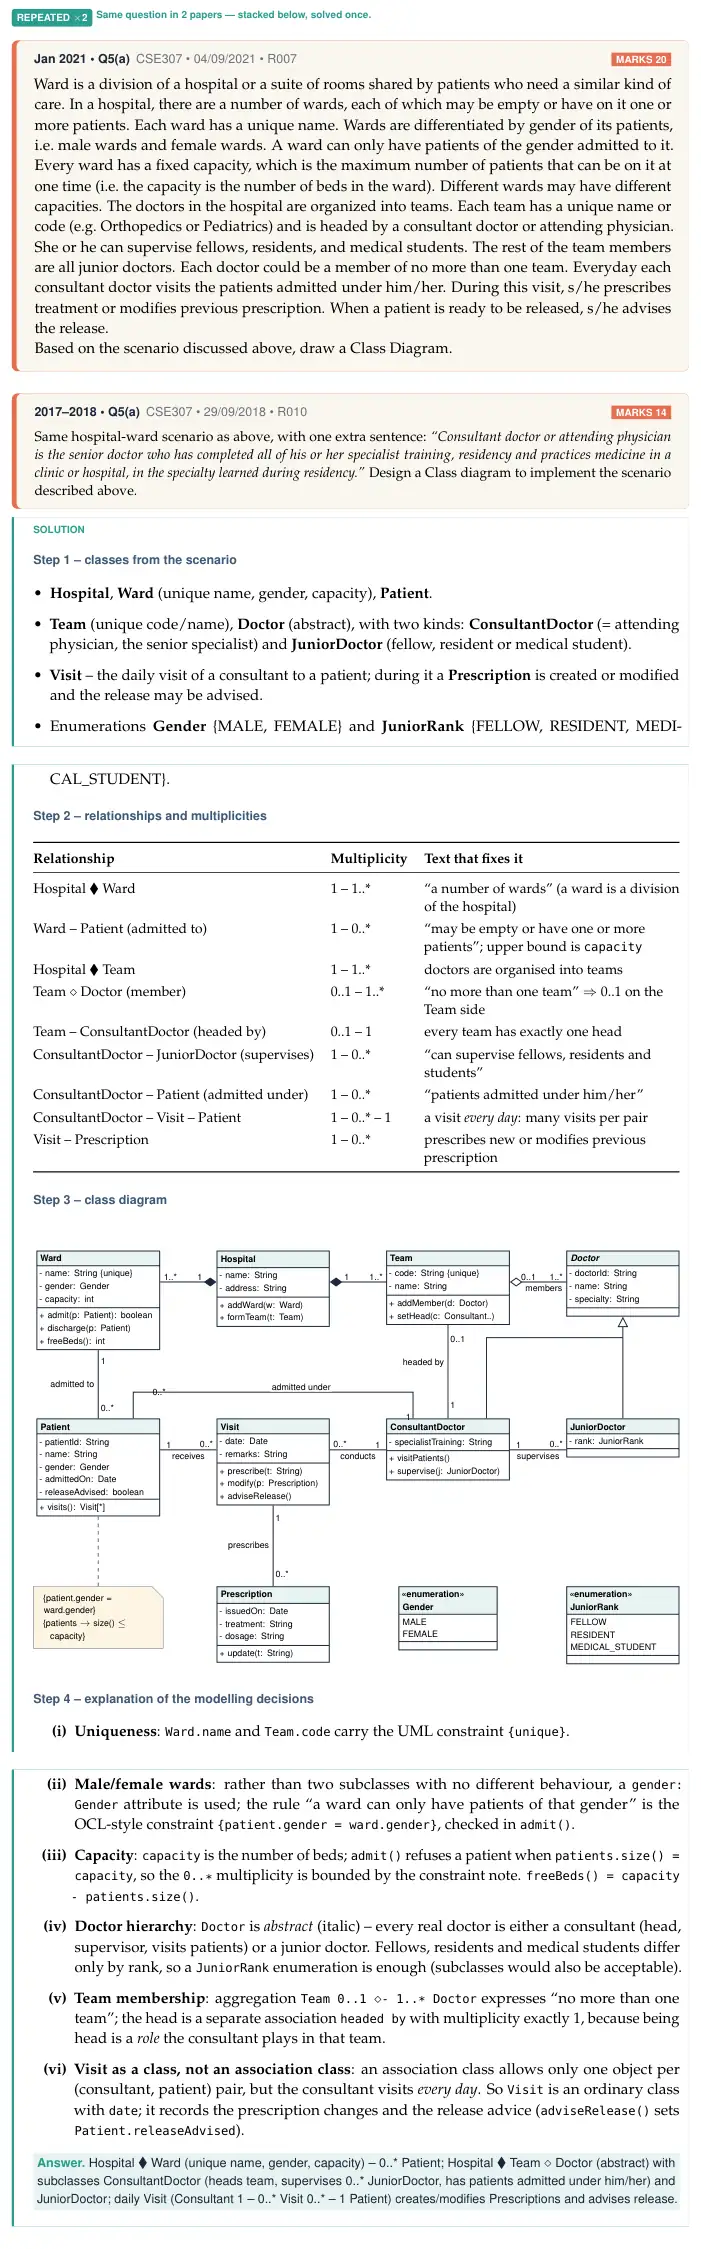 REPEATED ×2 Same question in 2 papers — stacked below, solved once.
Jan 2021 • Q5(a) CSE307 • 04/09/2021 • R007 MARKS 20
Ward is a division of a hospital or a suite of rooms shared by patients who need a similar kind of
care. In a hospital, there are a number of wards, each of which may be empty or have on it one or
more patients. Each ward has a unique name. Wards are differentiated by gender of its patients,
i.e. male wards and female wards. A ward can only have patients of the gender admitted to it.
Every ward has a fixed capacity, which is the maximum number of patients that can be on it at
one time (i.e. the capacity is the number of beds in the ward). Different wards may have different
capacities. The doctors in the hospital are organized into teams. Each team has a unique name or
code (e.g. Orthopedics or Pediatrics) and is headed by a consultant doctor or attending physician.
She or he can supervise fellows, residents, and medical students. The rest of the team members
are all junior doctors. Each doctor could be a member of no more than one team. Everyday each
consultant doctor visits the patients admitted under him/her. During this visit, s/he prescribes
treatment or modifies previous prescription. When a patient is ready to be released, s/he advises
the release.
Based on the scenario discussed above, draw a Class Diagram.
2017–2018 • Q5(a) CSE307 • 29/09/2018 • R010 MARKS 14
Same hospital-ward scenario as above, with one extra sentence: “Consultant doctor or attending physician
is the senior doctor who has completed all of his or her specialist training, residency and practices medicine in a
clinic or hospital, in the specialty learned during residency.” Design a Class diagram to implement the scenario
described above.
SOLUTION
Step 1 – classes from the scenario
• Hospital, Ward (unique name, gender, capacity), Patient.
• Team (unique code/name), Doctor (abstract), with two kinds: ConsultantDoctor (= attending
physician, the senior specialist) and JuniorDoctor (fellow, resident or medical student).
• Visit – the daily visit of a consultant to a patient; during it a Prescription is created or modified
and the release may be advised.
• Enumerations Gender {MALE, FEMALE} and JuniorRank {FELLOW, RESIDENT, MEDI-
CAL_STUDENT}.
Step 2 – relationships and multiplicities
Relationship Multiplicity Text that fixes it
Hospital ♦ Ward 1 – 1..* “a number of wards” (a ward is a division
of the hospital)
Ward – Patient (admitted to) 1 – 0..* “may be empty or have one or more
patients”; upper bound is capacity
Hospital ♦ Team 1 – 1..* doctors are organised into teams
Team ⋄ Doctor (member) 0..1 – 1..* “no more than one team” ⇒ 0..1 on the
Team side
Team – ConsultantDoctor (headed by) 0..1 – 1 every team has exactly one head
ConsultantDoctor – JuniorDoctor (supervises) 1 – 0..* “can supervise fellows, residents and
students”
ConsultantDoctor – Patient (admitted under) 1 – 0..* “patients admitted under him/her”
ConsultantDoctor – Visit – Patient 1 – 0..* – 1 a visit every day: many visits per pair
Visit – Prescription 1 – 0..* prescribes new or modifies previous
prescription
Step 3 – class diagram
Ward
- name: String {unique}
- gender: Gender
- capacity: int
+ admit(p: Patient): boolean
+ discharge(p: Patient)
+ freeBeds(): int
1..* 1
Hospital
- name: String
- address: String
+ addWard(w: Ward)
+ formTeam(t: Team)
1 1..*
Team
- code: String {unique}
- name: String
+ addMember(d: Doctor)
+ setHead(c: Consultant..)
0..1 1..*
members
Doctor
- doctorId: String
- name: String
- specialty: String
1
admitted to
0..*
0..*
admitted under
1
0..1
headed by
1
Patient
- patientId: String
- name: String
- gender: Gender
- admittedOn: Date
- releaseAdvised: boolean
+ visits(): Visit[*]
1 0..*
receives
Visit
- date: Date
- remarks: String
+ prescribe(t: String)
+ modify(p: Prescription)
+ adviseRelease()
0..* 1
conducts
ConsultantDoctor
- specialistTraining: String
+ visitPatients()
+ supervise(j: JuniorDoctor)
1 0..*
supervises
JuniorDoctor
- rank: JuniorRank
1
prescribes
0..*
{patient.gender =
ward.gender}
{patients → size() ≤
capacity}
Prescription
- issuedOn: Date
- treatment: String
- dosage: String
+ update(t: String)
«enumeration»
Gender
MALE
FEMALE
«enumeration»
JuniorRank
FELLOW
RESIDENT
MEDICAL_STUDENT
Step 4 – explanation of the modelling decisions
(i) Uniqueness: Ward.name and Team.code carry the UML constraint {unique}.
(ii) Male/female wards: rather than two subclasses with no different behaviour, a gender:
Gender attribute is used; the rule “a ward can only have patients of that gender” is the
OCL-style constraint {patient.gender = ward.gender}, checked in admit().
(iii) Capacity: capacity is the number of beds; admit() refuses a patient when patients.size() =
capacity, so the 0..* multiplicity is bounded by the constraint note. freeBeds() = capacity
- patients.size().
(iv) Doctor hierarchy: Doctor is abstract (italic) – every real doctor is either a consultant (head,
supervisor, visits patients) or a junior doctor. Fellows, residents and medical students differ
only by rank, so a JuniorRank enumeration is enough (subclasses would also be acceptable).
(v) Team membership: aggregation Team 0..1 ⋄- 1..* Doctor expresses “no more than one
team”; the head is a separate association headed by with multiplicity exactly 1, because being
head is a role the consultant plays in that team.
(vi) Visit as a class, not an association class: an association class allows only one object per
(consultant, patient) pair, but the consultant visits every day. So Visit is an ordinary class
with date; it records the prescription changes and the release advice (adviseRelease() sets
Patient.releaseAdvised).
Answer. Hospital ♦ Ward (unique name, gender, capacity) – 0..* Patient; Hospital ♦ Team ⋄ Doctor (abstract) with
subclasses ConsultantDoctor (heads team, supervises 0..* JuniorDoctor, has patients admitted under him/her) and
JuniorDoctor; daily Visit (Consultant 1 – 0..* Visit 0..* – 1 Patient) creates/modifies Prescriptions and advises release.